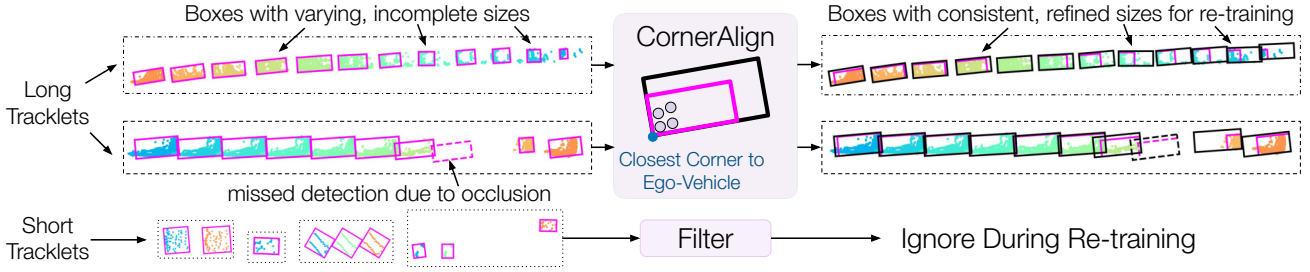 Boxes with varying, incomplete sizes
CornerAlign
Boxes with consistent, refined sizes for re-training
Long
Tracklets
Closest Corner to
Ego-Vehicle
missed detection due to occlusion
Short
Tracklets
Filter
Ignore During Re-training